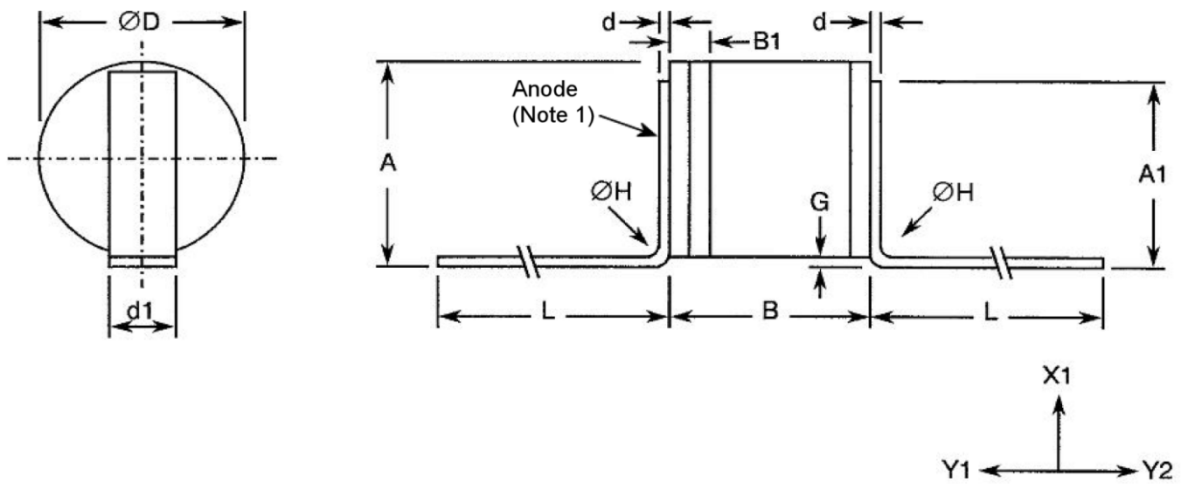 ØD
d
d
B1
Anode
(Note 1)
A
A1
ØH
G
ØH
d1
L
B
L
X1
Y1
Y2